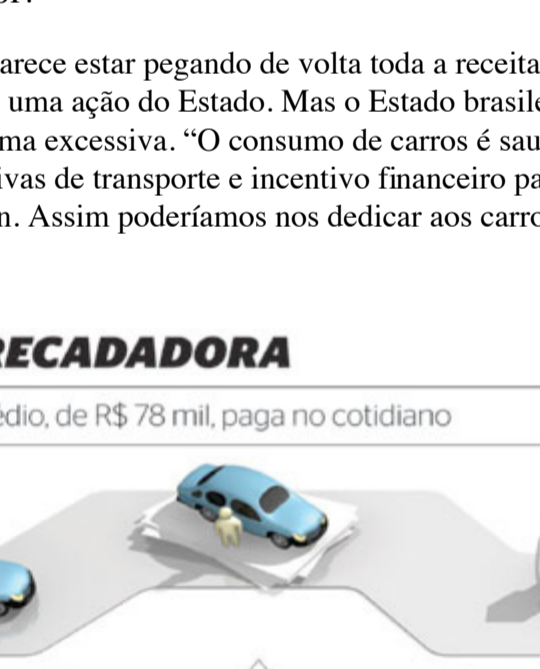 arece estar pegando de volta toda a receita
uma ação do Estado. Mas o Estado brasile
ma excessiva. “O consumo de carros é sau
ivas de transporte e incentivo financeiro pa
n. Assim poderíamos nos dedicar aos carro
RECADADORA
édio, de R$ 78 mil, paga no cotidiano